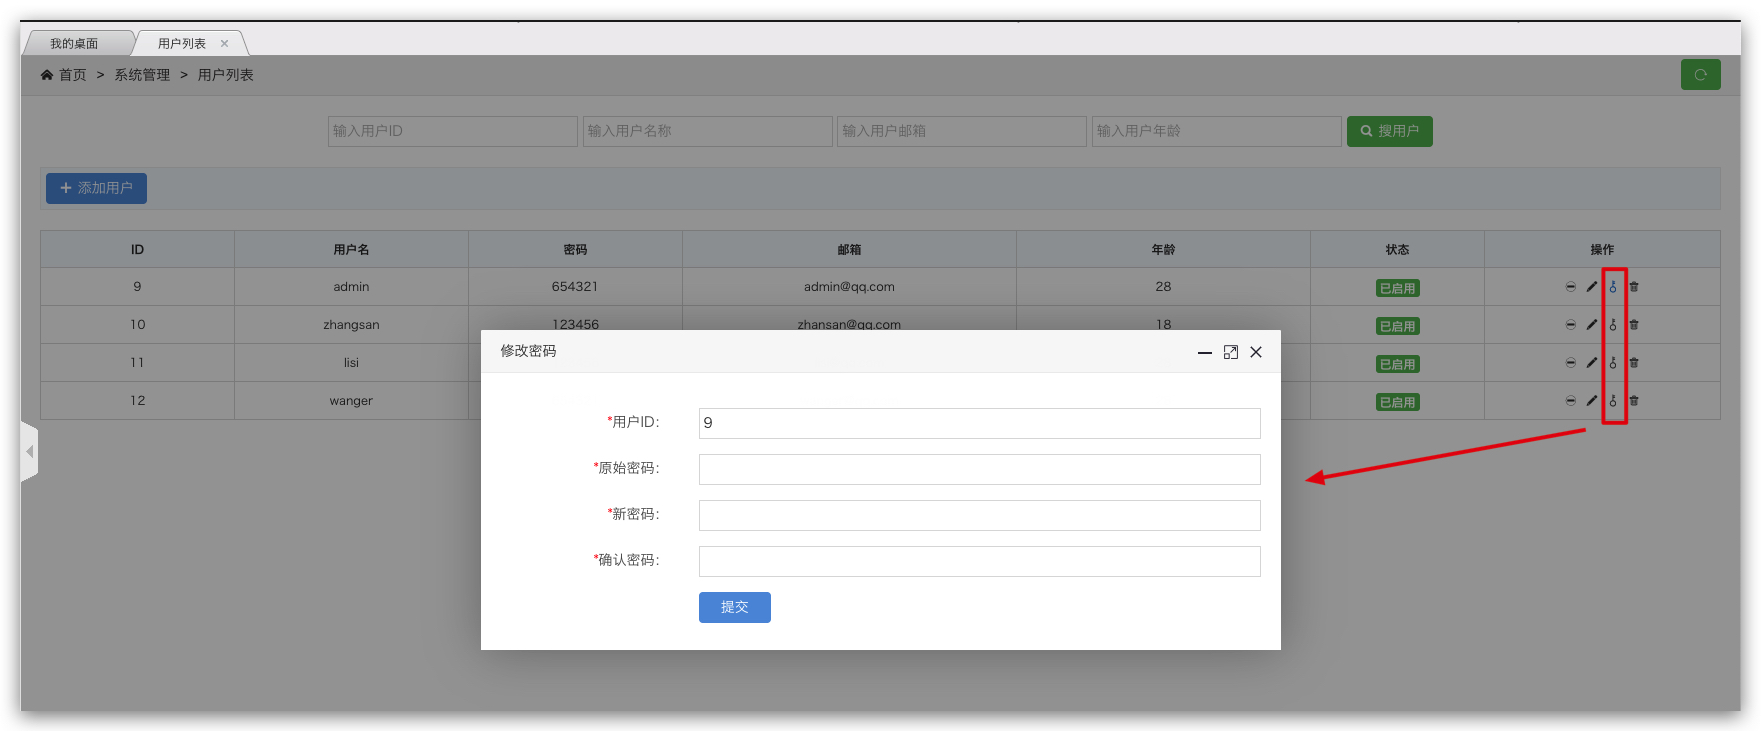 我的桌面 用户列表
首页 > 系统管理 > 用户列表
输入用户ID 输入用户名称 输入用户邮箱 输入用户年龄 搜用户
添加用户
ID 用户名 密码 邮箱 年龄 状态 操作
9 admin 654321 admin@qq.com 28 已启用
10 zhangsan 123456 zhansan@qq.com 18 已启用
11 lisi 已启用
12 wanger 已启用
修改密码
*用户ID： 9
*原始密码：
*新密码：
*确认密码：
提交